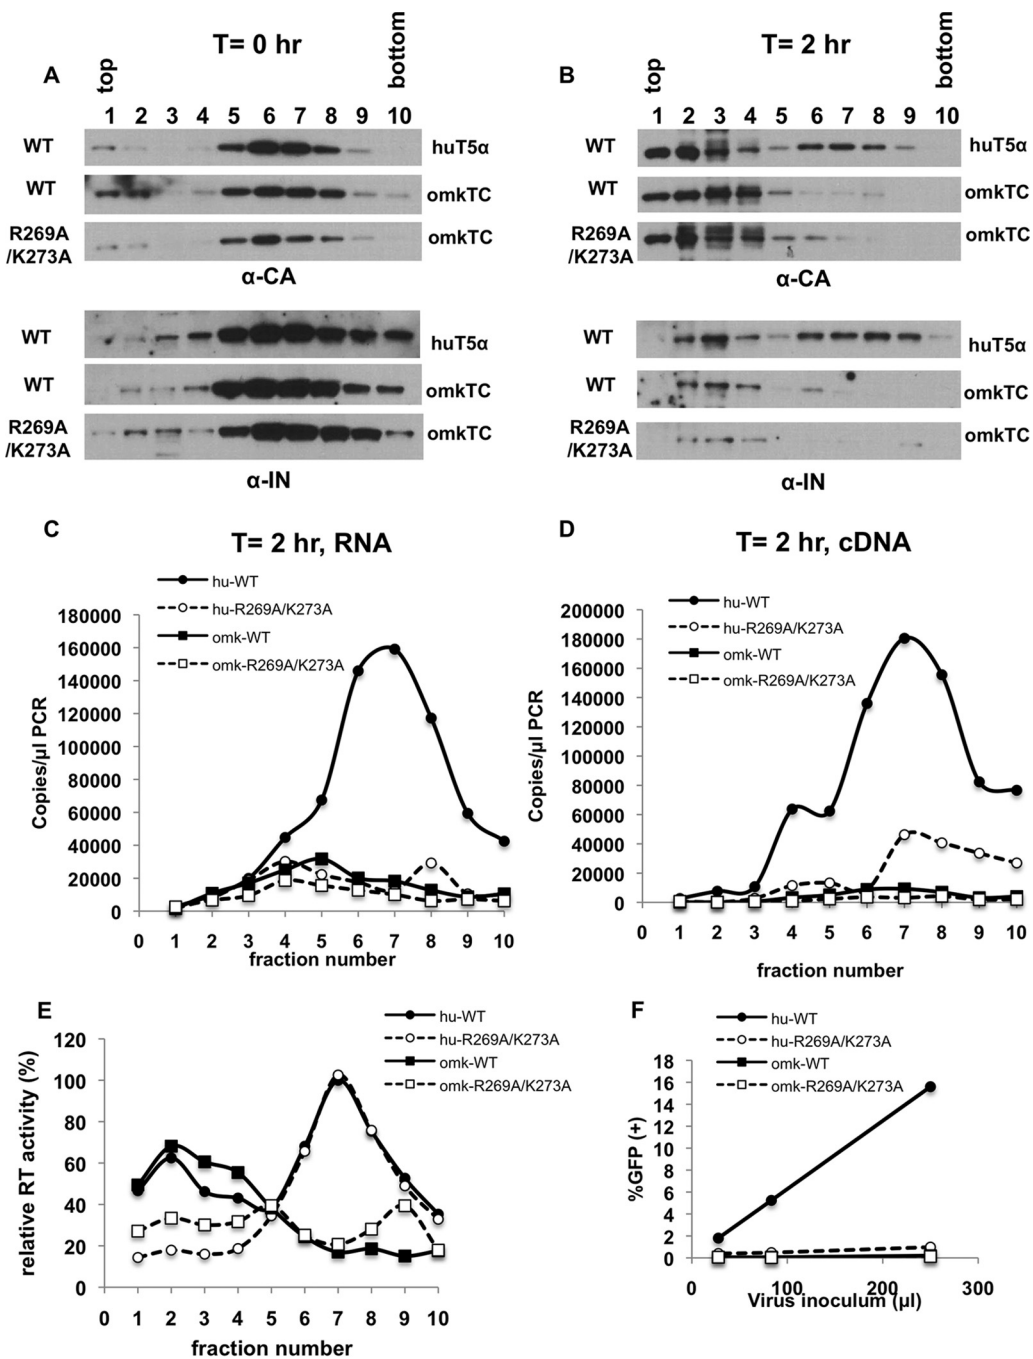 T= 0 hr
A
top
bottom
1 2 3 4 5 6 7 8 9 10
WT huT5α
WT omkTC
R269A
/K273A omkTC
α-CA
WT huT5α
WT omkTC
R269A
/K273A omkTC
α-IN
T= 2 hr
B
top
bottom
1 2 3 4 5 6 7 8 9 10
WT huT5α
WT omkTC
R269A
/K273A omkTC
α-CA
WT huT5α
WT omkTC
R269A
/K273A omkTC
α-IN
C
T= 2 hr, RNA
hu-WT
hu-R269A/K273A
omk-WT
omk-R269A/K273A
180000
160000
140000
120000
100000
80000
60000
40000
20000
0
Copies/µl PCR
0 1 2 3 4 5 6 7 8 9 10
fraction number
D
T= 2 hr, cDNA
hu-WT
hu-R269A/K273A
omk-WT
omk-R269A/K273A
200000
180000
160000
140000
120000
100000
80000
60000
40000
20000
0
Copies/µl PCR
0 1 2 3 4 5 6 7 8 9 10
fraction number
E
hu-WT
hu-R269A/K273A
omk-WT
omk-R269A/K273A
120
100
80
60
40
20
0
relative RT activity (%)
0 1 2 3 4 5 6 7 8 9 10
fraction number
F
hu-WT
hu-R269A/K273A
omk-WT
omk-R269A/K273A
18
16
14
12
10
8
6
4
2
0
%GFP (+)
0 100 200 300
Virus inoculum (µl)